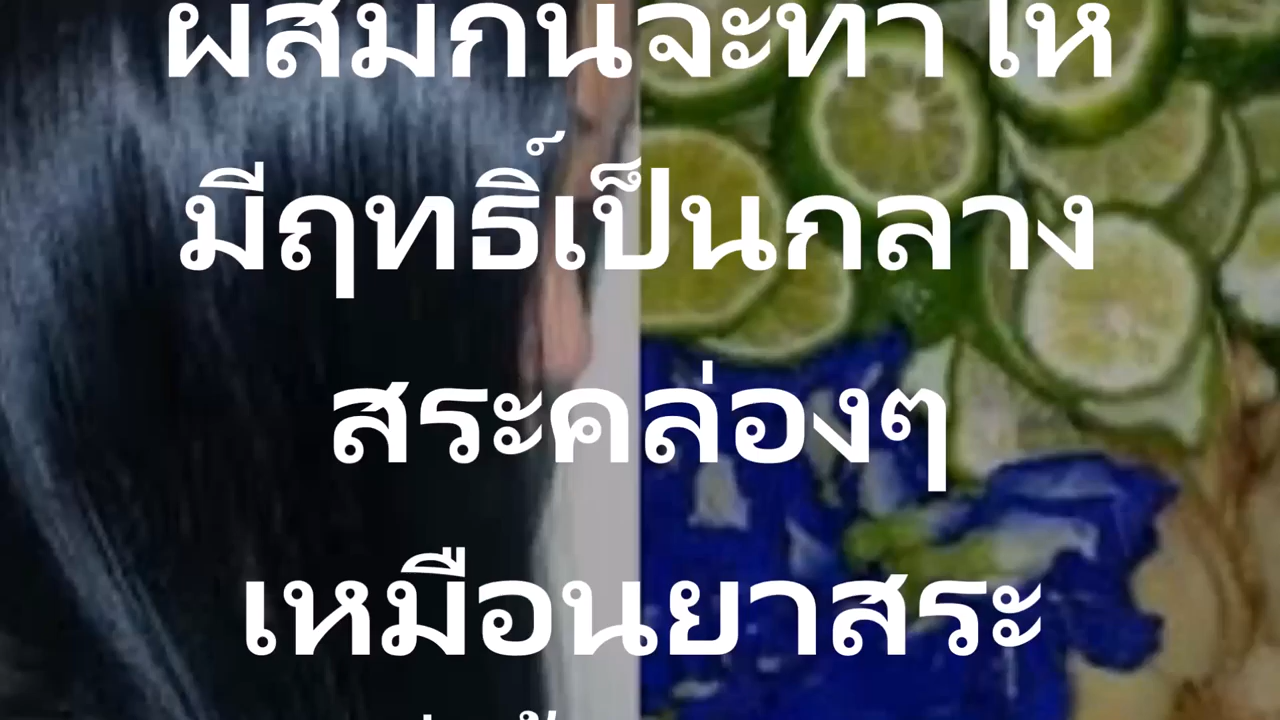 ผสมกันจะทำให้
มีฤทธิ์เป็นกลาง
สระคล่องๆ
เหมือนยาสระ